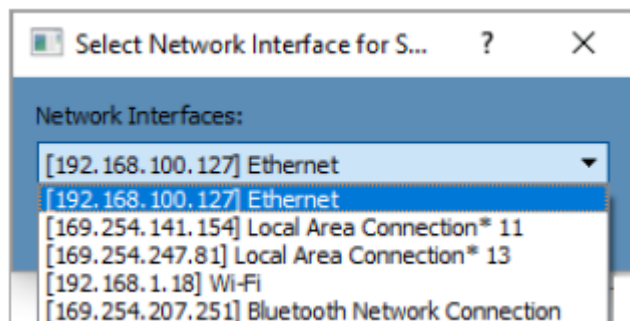 Select Network Interface for S... ?
Network Interfaces:
[192.168.100.127] Ethernet
[192.168.100.127] Ethernet
[169.254.141.154] Local Area Connection* 11
[169.254.247.81] Local Area Connection* 13
[192.168.1.18] Wi-Fi
[169.254.207.251] Bluetooth Network Connection